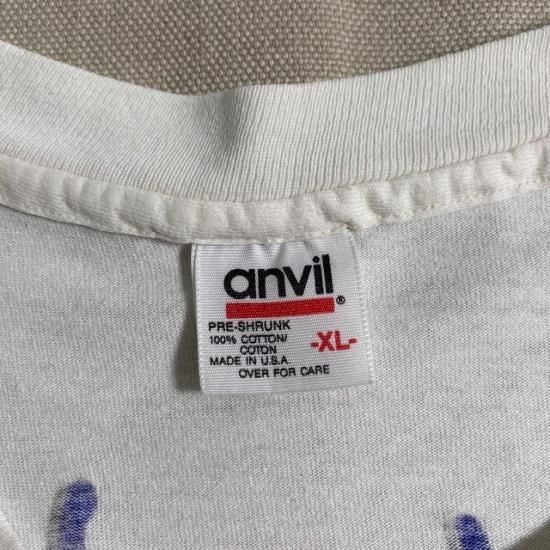 anvil®
PRE-SHRUNK
100% COTTON/
COTON
-XL-
MADE IN U.S.A.
OVER FOR CARE